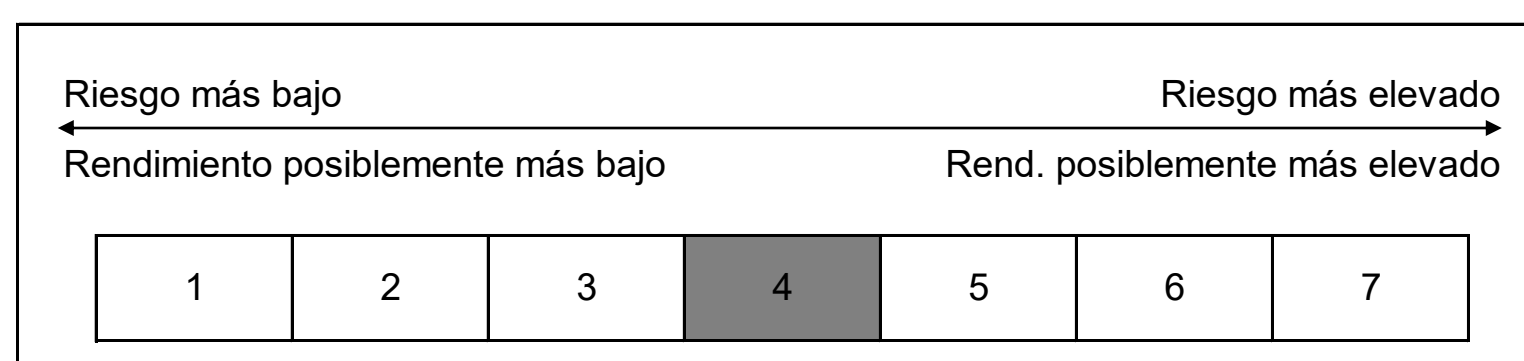 Riesgo más bajo Riesgo más elevado
Rendimiento posiblemente más bajo Rend. posiblemente más elevado
1 2 3 4 5 6 7